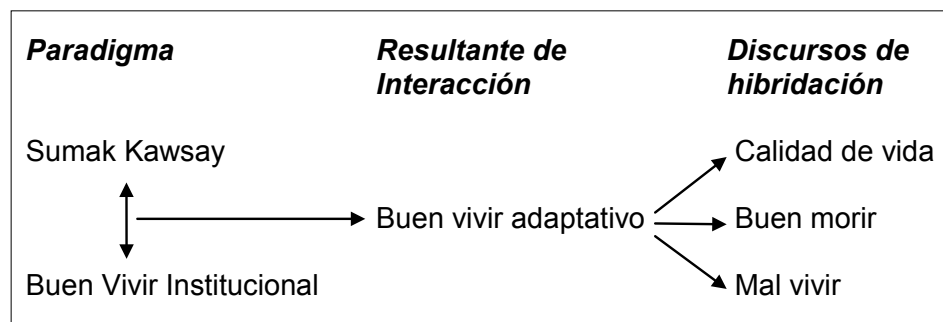 Paradigma
Resultante de
Interacción
Discursos de
hibridación
Sumak Kawsay
Calidad de vida
Buen vivir adaptativo
Buen morir
Buen Vivir Institucional
Mal vivir